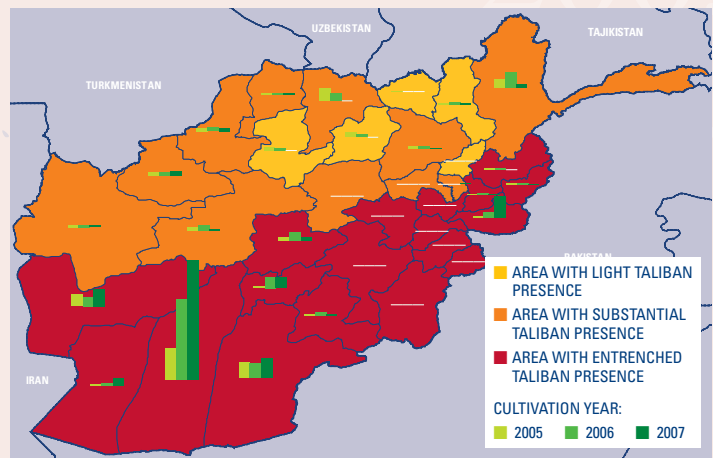 UZBEKISTAN
TAJIKISTAN
TURKMENISTAN
PAKISTAN
IRAN
AREA WITH LIGHT TALIBAN
PRESENCE
AREA WITH SUBSTANTIAL
TALIBAN PRESENCE
AREA WITH ENTRENCHED
TALIBAN PRESENCE
CULTIVATION YEAR:
2005 2006 2007